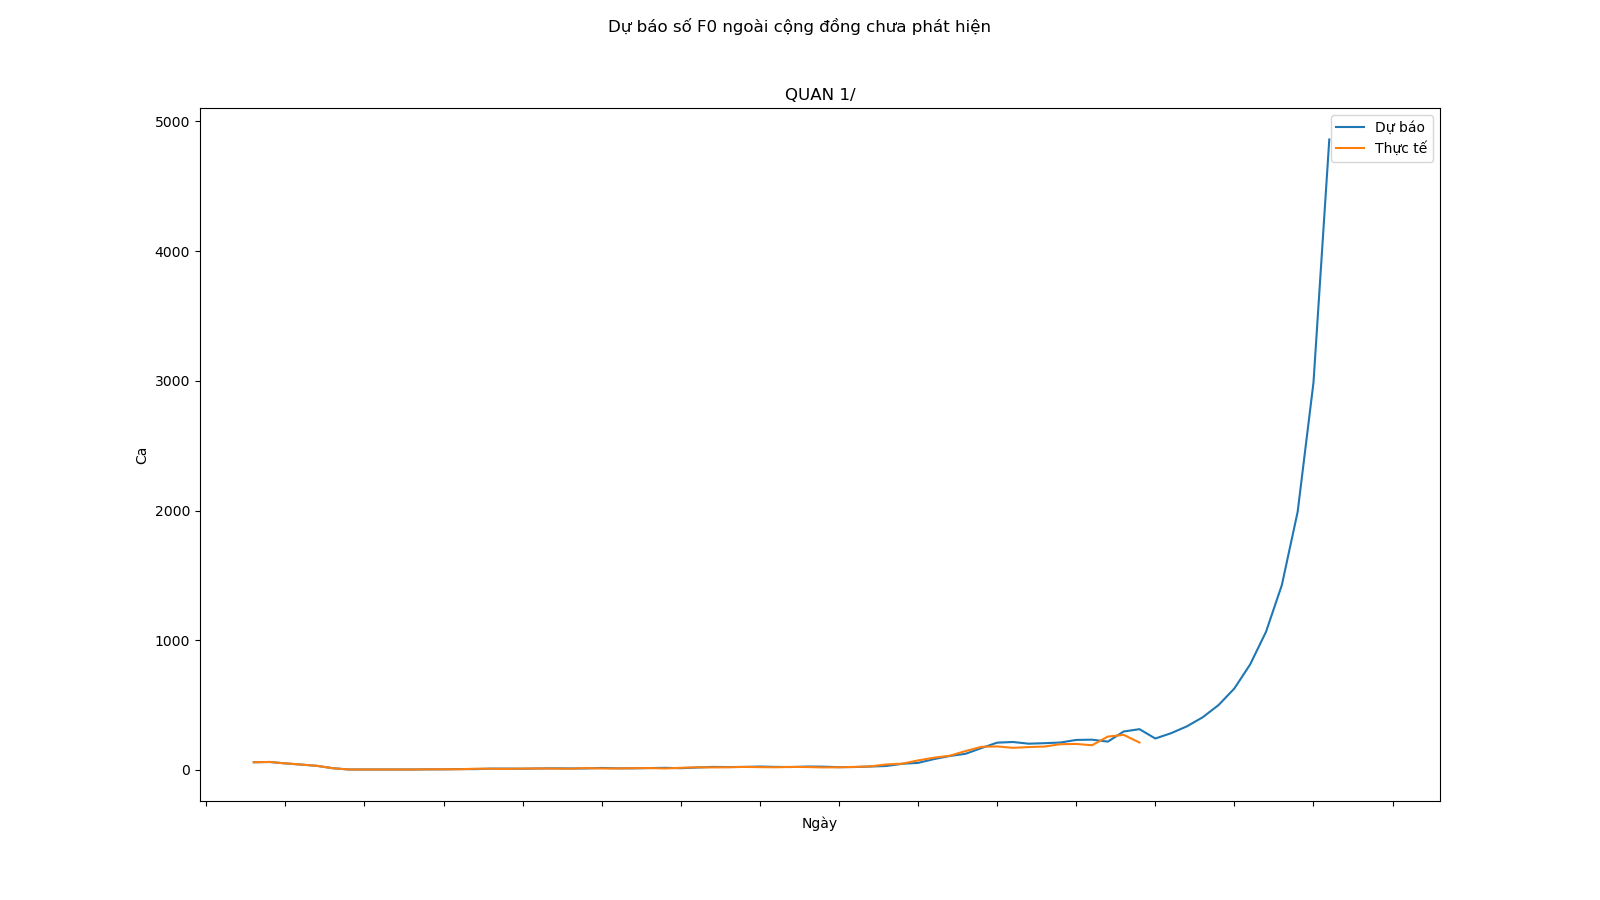 Dự báo số F0 ngoài cộng đồng chưa phát hiện
QUAN 1/
Dự báo
Thực tế
5000
4000
3000
2000
1000
0
Ca
Ngày